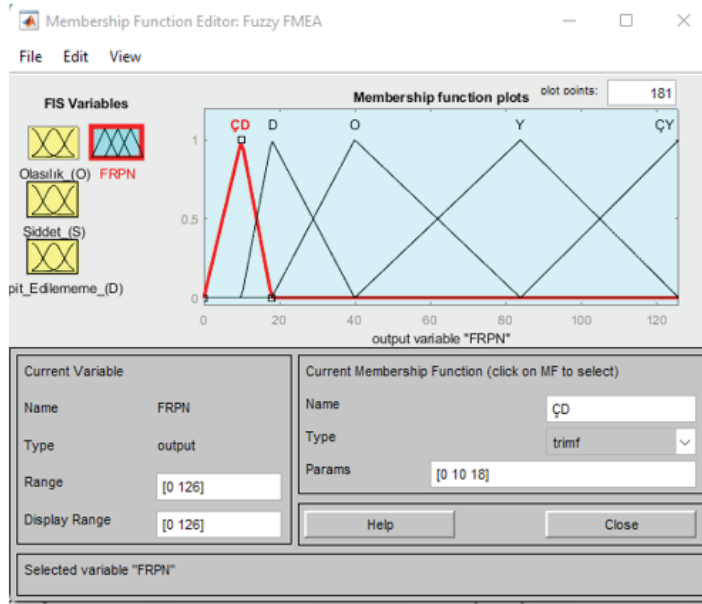 Membership Function Editor: Fuzzy FMEA
File Edit View
FIS Variables
Olasılık_(O) FRPN
Şiddet_(S)
pit_Edilememe_(D)
Membership function plots
plot points: 181
ÇD D O Y ÇY
1
0.5
0
0 20 40 60 80 100 120
output variable "FRPN"
Current Variable
Name FRPN
Type output
Range [0 126]
Display Range [0 126]
Current Membership Function (click on MF to select)
Name ÇD
Type trimf
Params [0 10 18]
Help Close
Selected variable "FRPN"